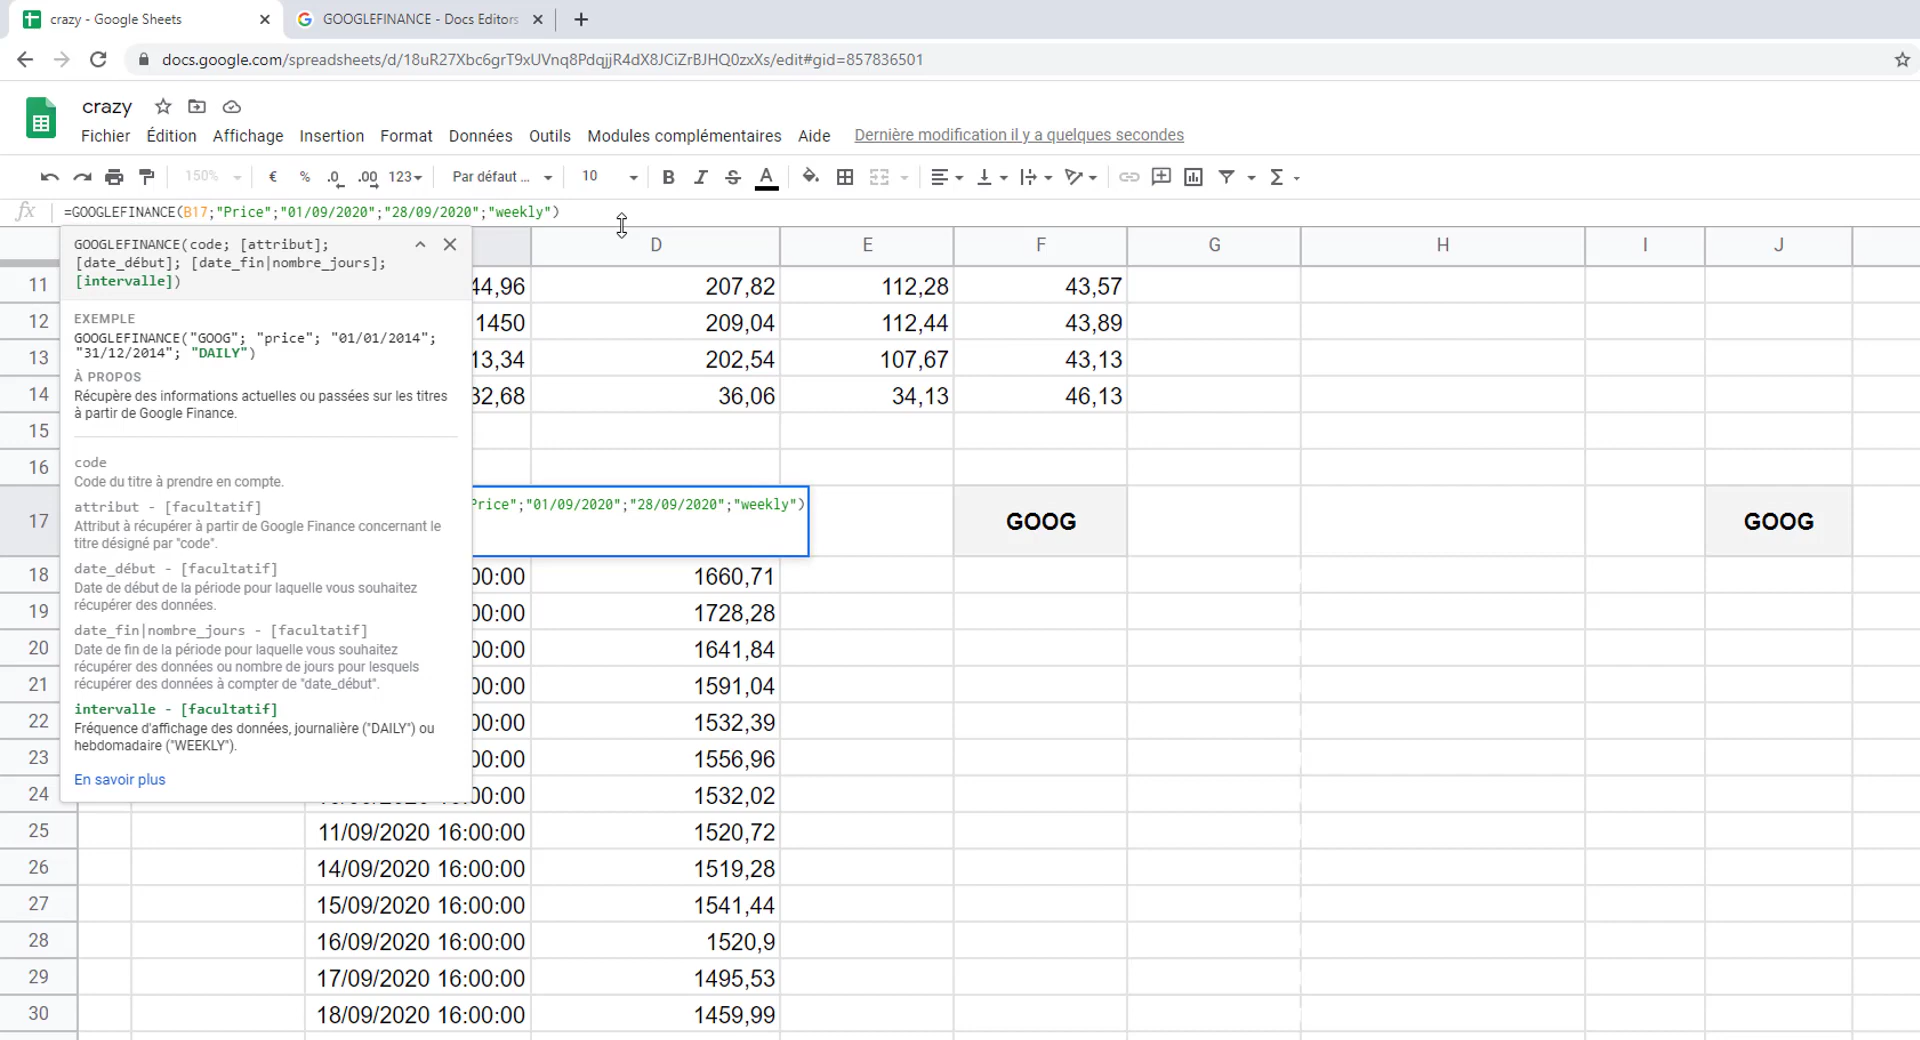 crazy - Google Sheets
GOOGLEFINANCE - Docs Editors
docs.google.com/spreadsheets/d/18uR27Xbc6grT9xUVnq8PdqjjR4dX8JCiZrBJHQ0zxXs/edit#gid=857836501
crazy
Fichier Édition Affichage Insertion Format Données Outils Modules complémentaires Aide Dernière modification il y a quelques secondes
150% € % .0 .00 123 Par défaut ... 10 B I S A Σ
fx =GOOGLEFINANCE(B17;"Price";"01/09/2020";"28/09/2020";"weekly")
D E F G H I J
GOOGLEFINANCE(code; [attribut];
[date_début]; [date_fin|nombre_jours];
[intervalle])
EXEMPLE
GOOGLEFINANCE("GOOG"; "price"; "01/01/2014";
"31/12/2014"; "DAILY")
À PROPOS
Récupère des informations actuelles ou passées sur les titres
à partir de Google Finance.
code
Code du titre à prendre en compte.
attribut - [facultatif]
Attribut à récupérer à partir de Google Finance concernant le
titre désigné par "code".
date_début - [facultatif]
Date de début de la période pour laquelle vous souhaitez
récupérer des données.
date_fin|nombre_jours - [facultatif]
Date de fin de la période pour laquelle vous souhaitez
récupérer des données ou nombre de jours pour lesquels
récupérer des données à compter de "date_début".
intervalle - [facultatif]
Fréquence d'affichage des données, journalière ("DAILY") ou
hebdomadaire ("WEEKLY").
En savoir plus
11 44,96 207,82 112,28 43,57
12 1450 209,04 112,44 43,89
13 13,34 202,54 107,67 43,13
14 32,68 36,06 34,13 46,13
15
16
17 Price";"01/09/2020";"28/09/2020";"weekly") GOOG GOOG
18 00:00 1660,71
19 00:00 1728,28
20 00:00 1641,84
21 00:00 1591,04
22 00:00 1532,39
23 00:00 1556,96
24 00:00 1532,02
25 11/09/2020 16:00:00 1520,72
26 14/09/2020 16:00:00 1519,28
27 15/09/2020 16:00:00 1541,44
28 16/09/2020 16:00:00 1520,9
29 17/09/2020 16:00:00 1495,53
30 18/09/2020 16:00:00 1459,99